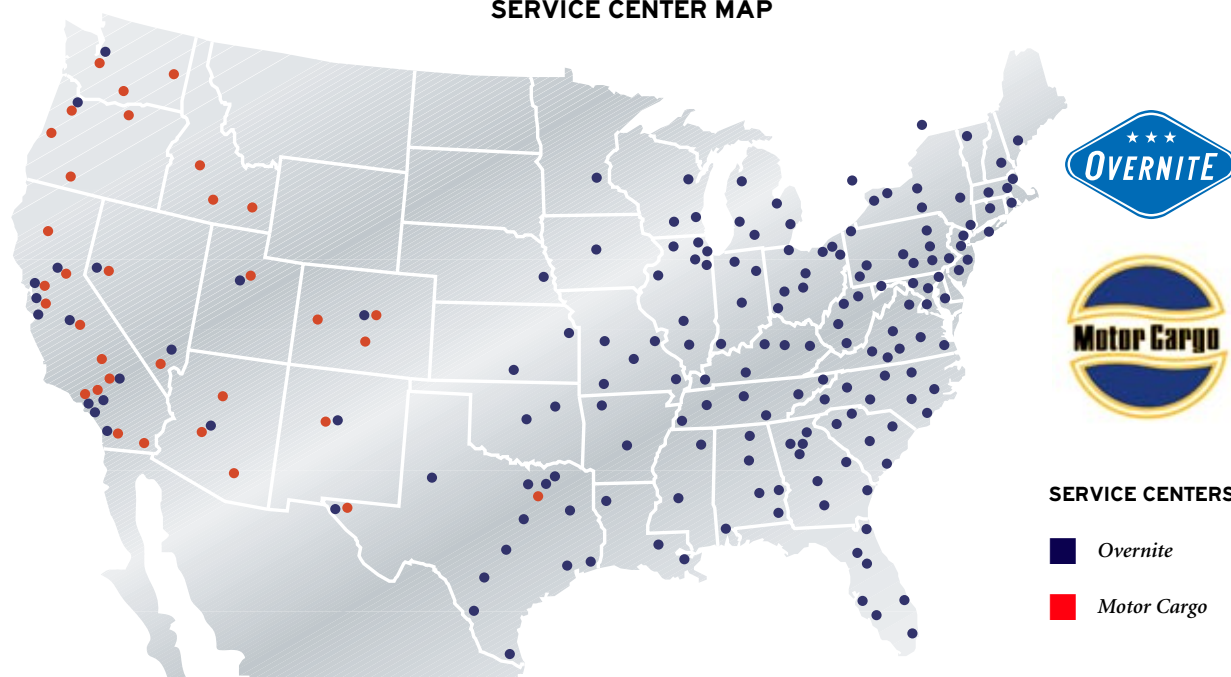 SERVICE CENTER MAP
OVERNITE
Motor Cargo
SERVICE CENTERS
Overnite
Motor Cargo